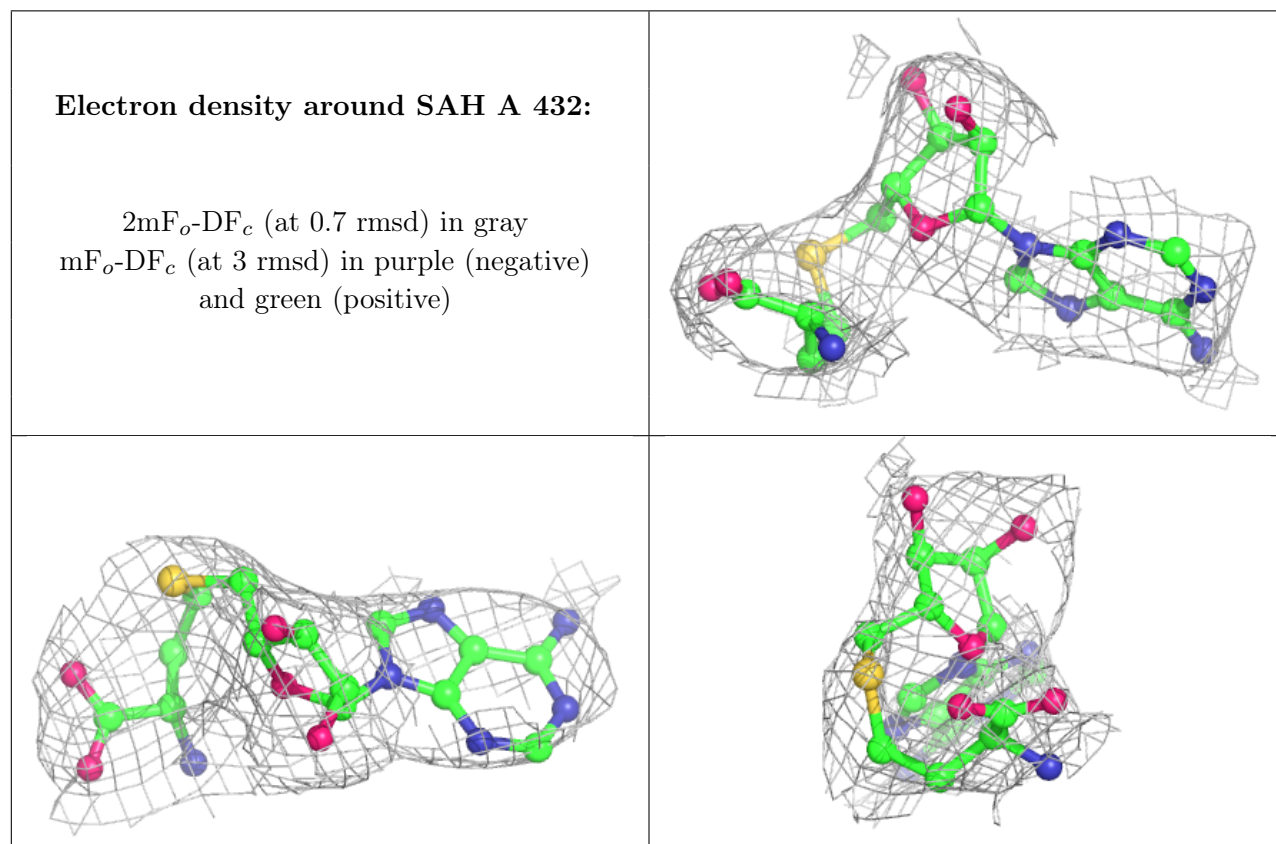 Electron density around SAH A 432:
2mFo-DFc (at 0.7 rmsd) in gray
mFo-DFc (at 3 rmsd) in purple (negative)
and green (positive)